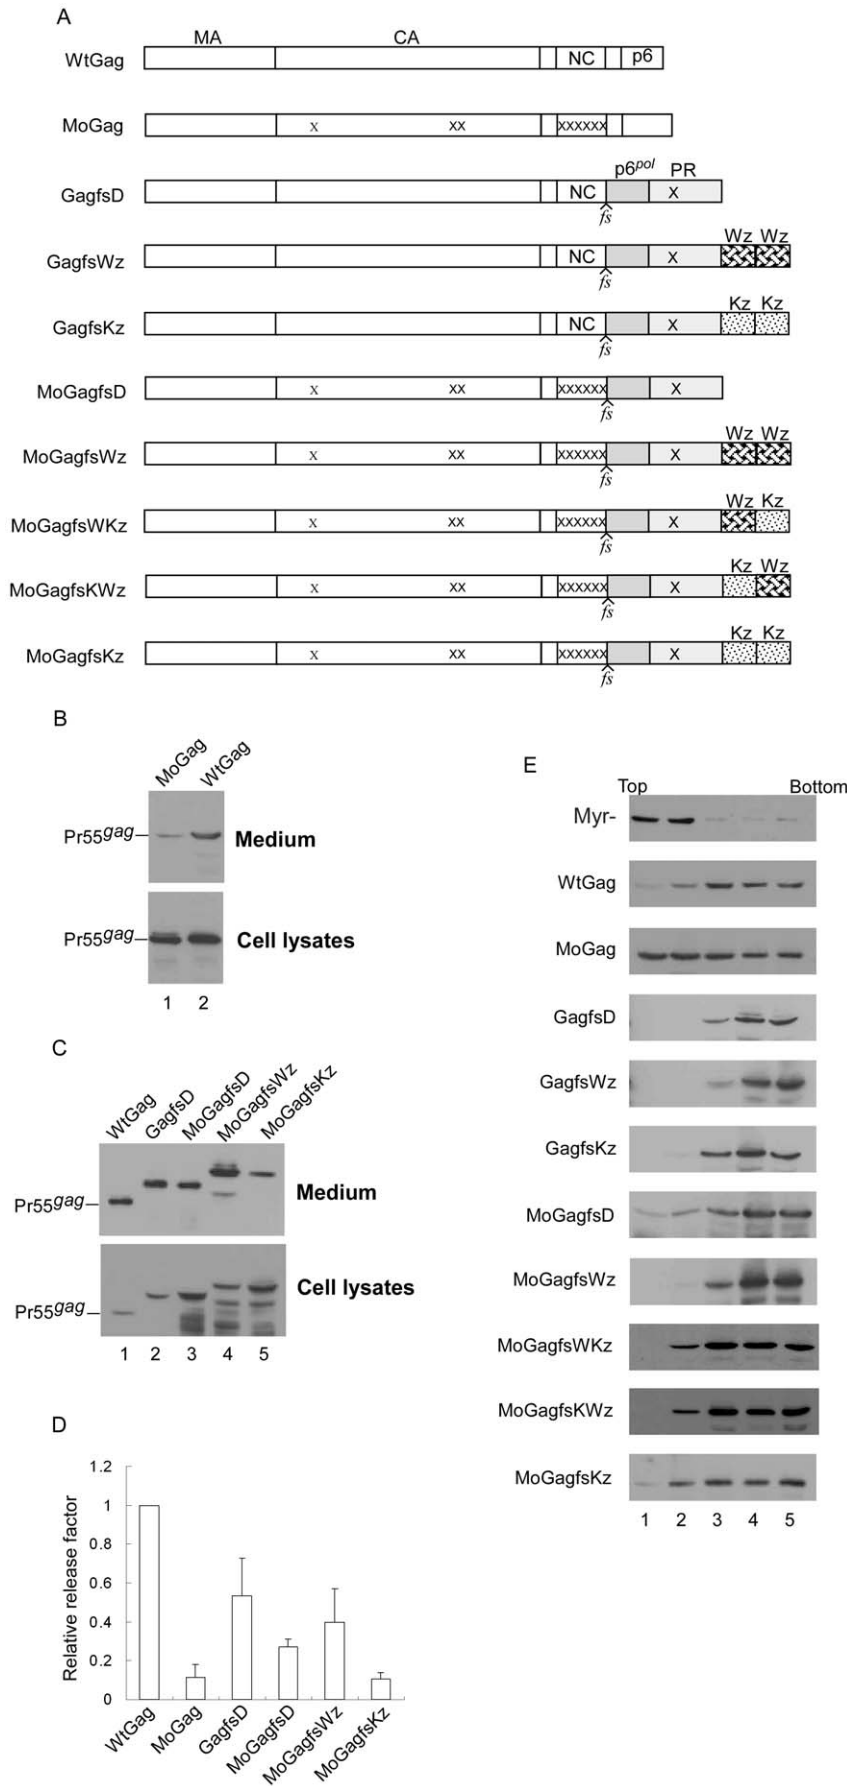 A
MA CA
WtGag NC p6
MoGag x xx xxxxxx
p6pol PR
GagfsD NC X
fs
Wz Wz
GagfsWz NC X
fs
Kz Kz
GagfsKz NC X
fs
MoGagfsD x xx xxxxxx X
fs
Wz Wz
MoGagfsWz x xx xxxxxx X
fs
Wz Kz
MoGagfsWKz x xx xxxxxx X
fs
Kz Wz
MoGagfsKWz x xx xxxxxx X
fs
Kz Kz
MoGagfsKz x xx xxxxxx X
fs
B
MoGag WtGag
Pr55gag Medium
Pr55gag Cell lysates
1 2
C
WtGag GagfsD MoGagfsD MoGagfsWz MoGagfsKz
Pr55gag Medium
Pr55gag Cell lysates
1 2 3 4 5
D
Relative release factor
1.2
1
0.8
0.6
0.4
0.2
0
WtGag MoGag GagfsD MoGagfsD MoGagfsWz MoGagfsKz
E
Top Bottom
Myr-
WtGag
MoGag
GagfsD
GagfsWz
GagfsKz
MoGagfsD
MoGagfsWz
MoGagfsWKz
MoGagfsKWz
MoGagfsKz
1 2 3 4 5